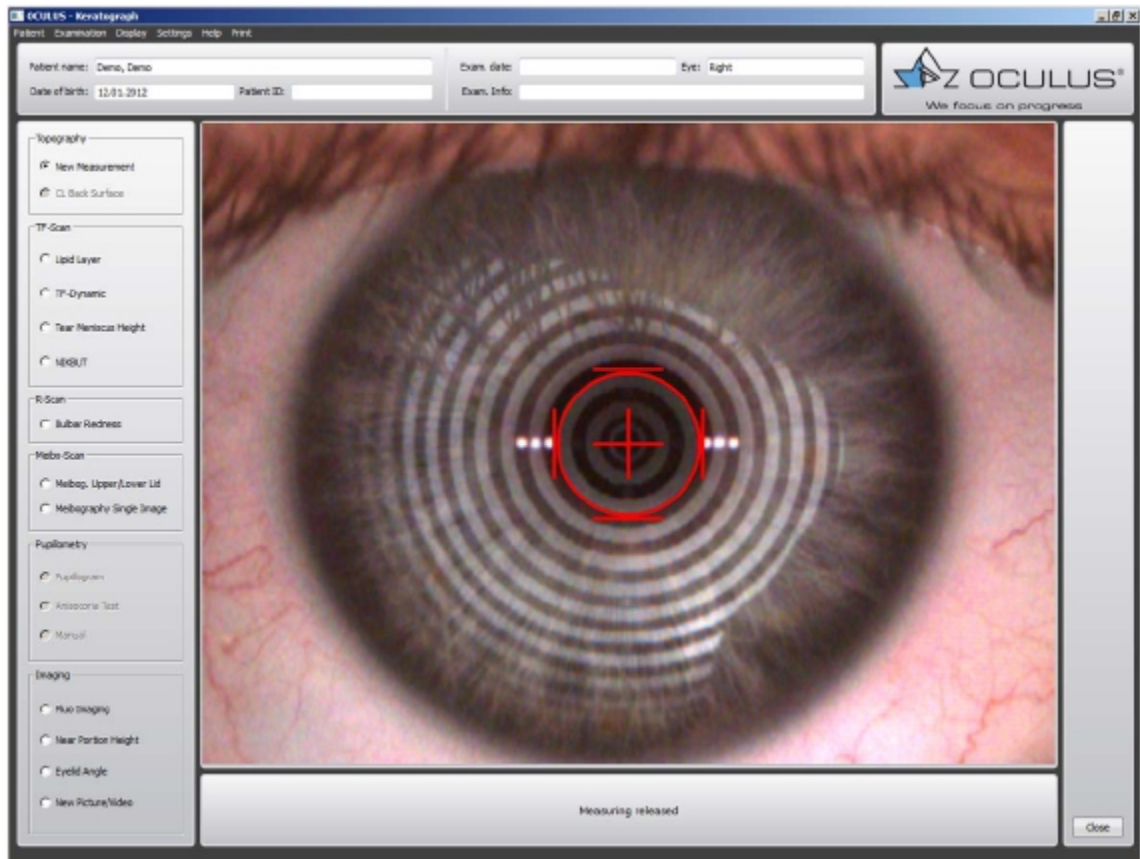 OCULUS - Keratograph
Patient Examination Display Settings Help Print
Patient name: Demo, Demo
Exam. date:
Eye: Right
Date of birth: 12.01.2012
Patient ID:
Exam. Info:
OCULUS®
We focus on progress
Topography
New Measurement
CL Back Surface
TF-Scan
Lipid Layer
TF-Dynamic
Tear Meniscus Height
NIKBUT
R-Scan
Bulbar Redness
Meibo-Scan
Meibog. Upper/Lower Lid
Meibography Single Image
Pupillometry
Pupillogram
Anisocoria Test
Manual
Imaging
Fluo Imaging
Near Portion Height
Eyelid Angle
New Picture/Video
Measuring released
Close